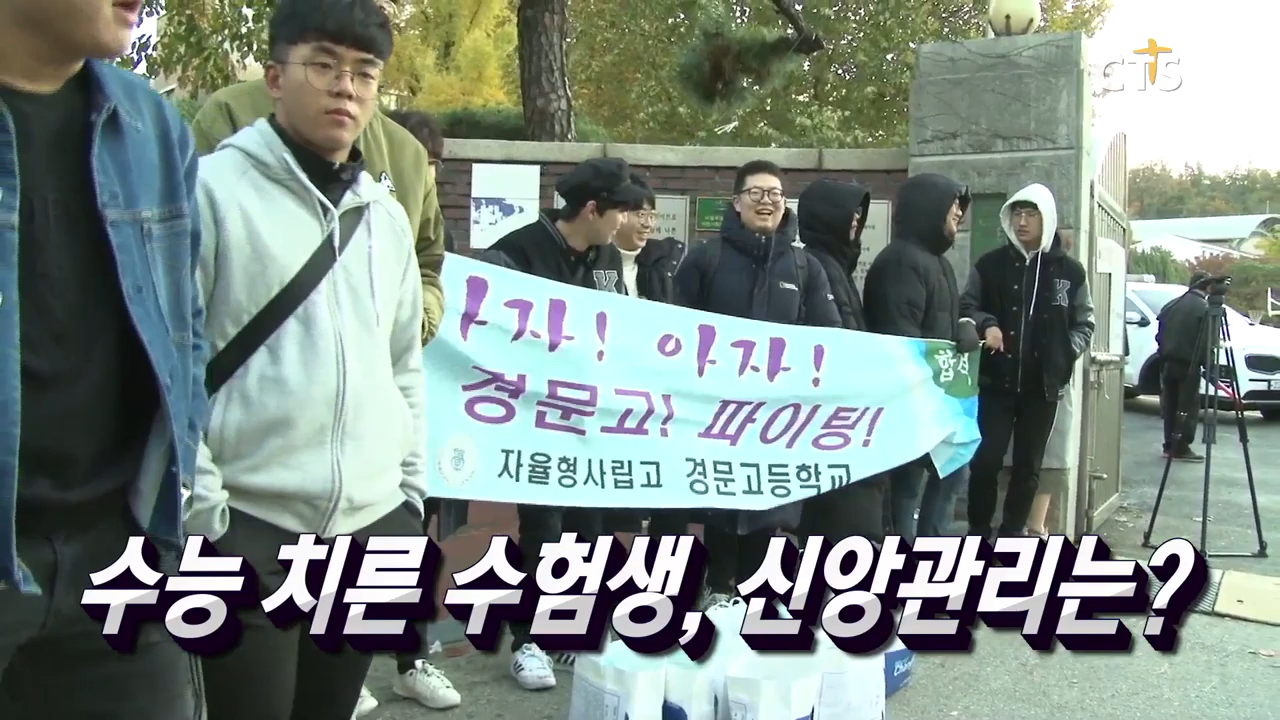 CTS
아자! 아자!
합격
경문고! 파이팅!
자율형사립고 경문고등학교
K
K
수능 치른 수험생, 신앙관리는?